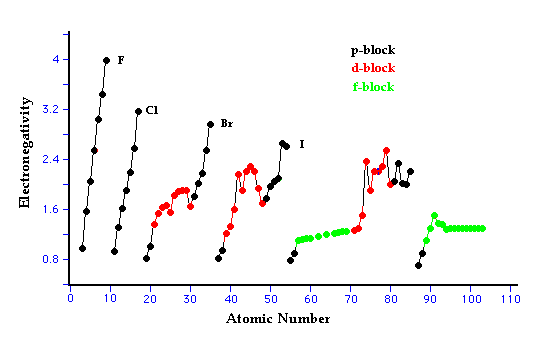 p-block
d-block
f-block
F
Cl
Br
I
Electronegativity
4
3.2
2.4
1.6
0.8
0 10 20 30 40 50 60 70 80 90 100 110
Atomic Number